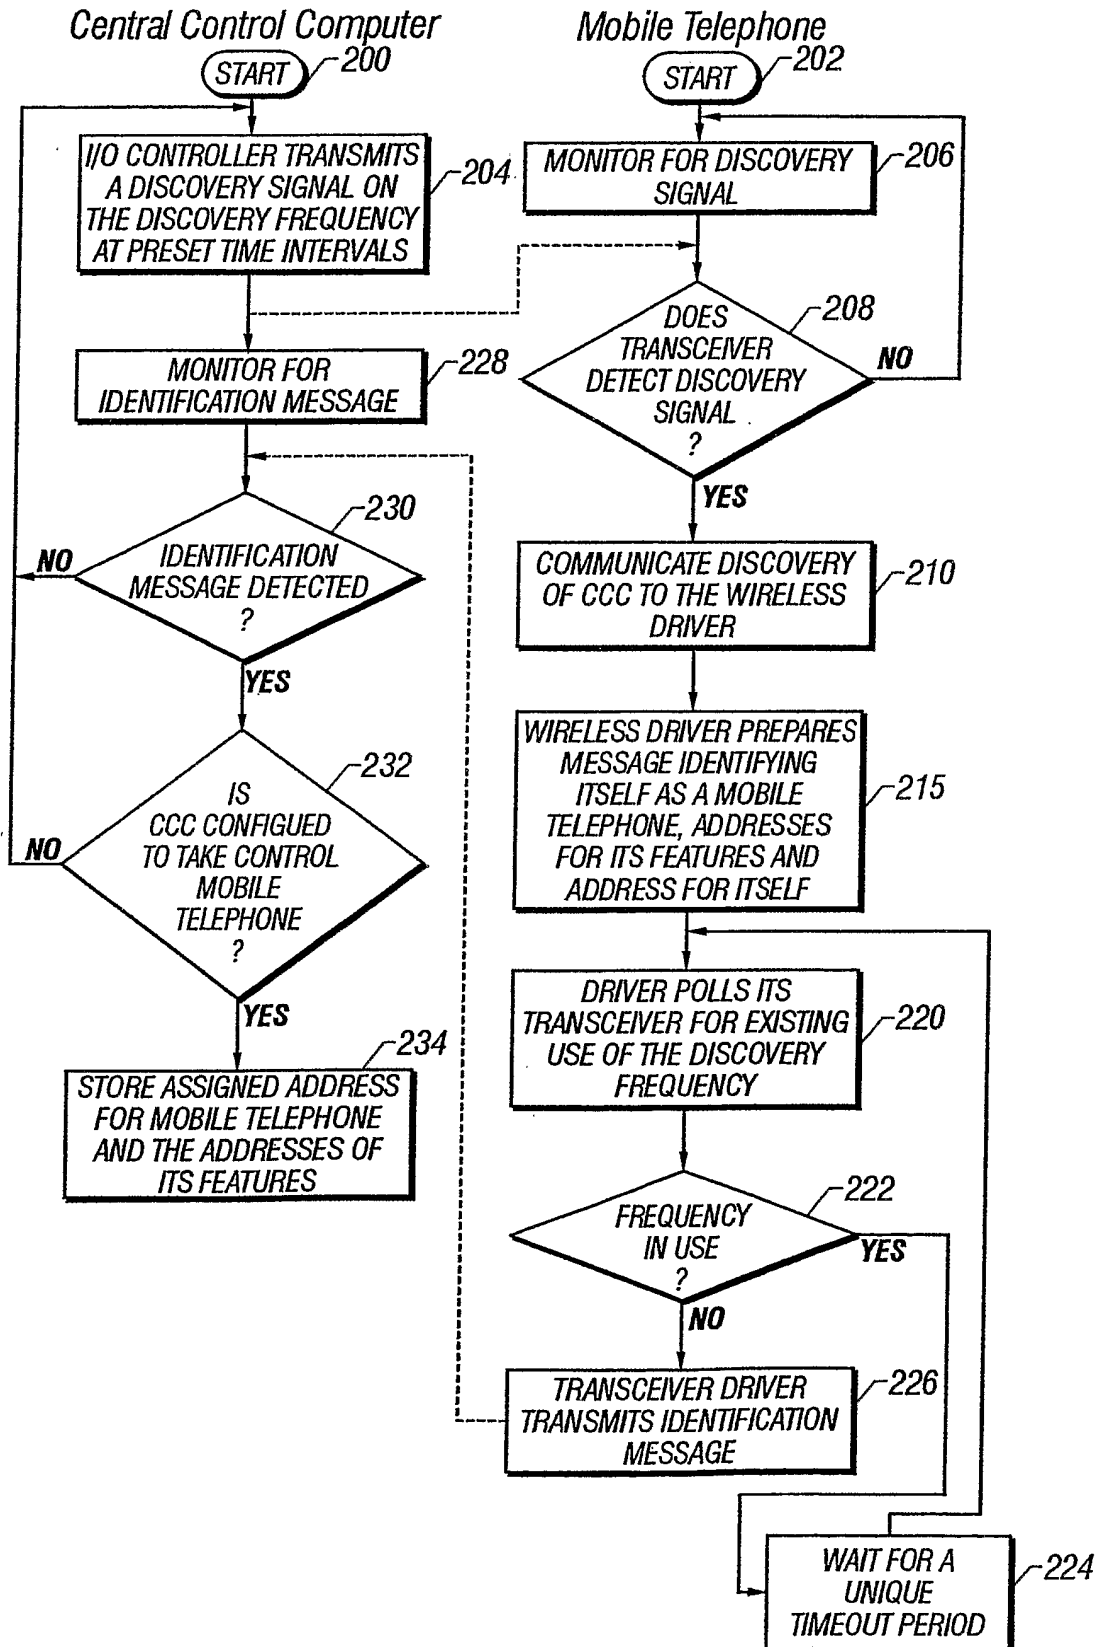 Central Control Computer
START
200
I/O CONTROLLER TRANSMITS
A DISCOVERY SIGNAL ON
THE DISCOVERY FREQUENCY
AT PRESET TIME INTERVALS
204
MONITOR FOR
IDENTIFICATION MESSAGE
228
IDENTIFICATION
MESSAGE DETECTED
?
230
NO
YES
IS
CCC CONFIGUED
TO TAKE CONTROL
MOBILE
TELEPHONE
?
232
NO
YES
STORE ASSIGNED ADDRESS
FOR MOBILE TELEPHONE
AND THE ADDRESSES OF
ITS FEATURES
234
Mobile Telephone
START
202
MONITOR FOR DISCOVERY
SIGNAL
206
DOES
TRANSCEIVER
DETECT DISCOVERY
SIGNAL
?
208
NO
YES
COMMUNICATE DISCOVERY
OF CCC TO THE WIRELESS
DRIVER
210
WIRELESS DRIVER PREPARES
MESSAGE IDENTIFYING
ITSELF AS A MOBILE
TELEPHONE, ADDRESSES
FOR ITS FEATURES AND
ADDRESS FOR ITSELF
215
DRIVER POLLS ITS
TRANSCEIVER FOR EXISTING
USE OF THE DISCOVERY
FREQUENCY
220
FREQUENCY
IN USE
?
222
YES
NO
TRANSCEIVER DRIVER
TRANSMITS IDENTIFICATION
MESSAGE
226
WAIT FOR A
UNIQUE
TIMEOUT PERIOD
224